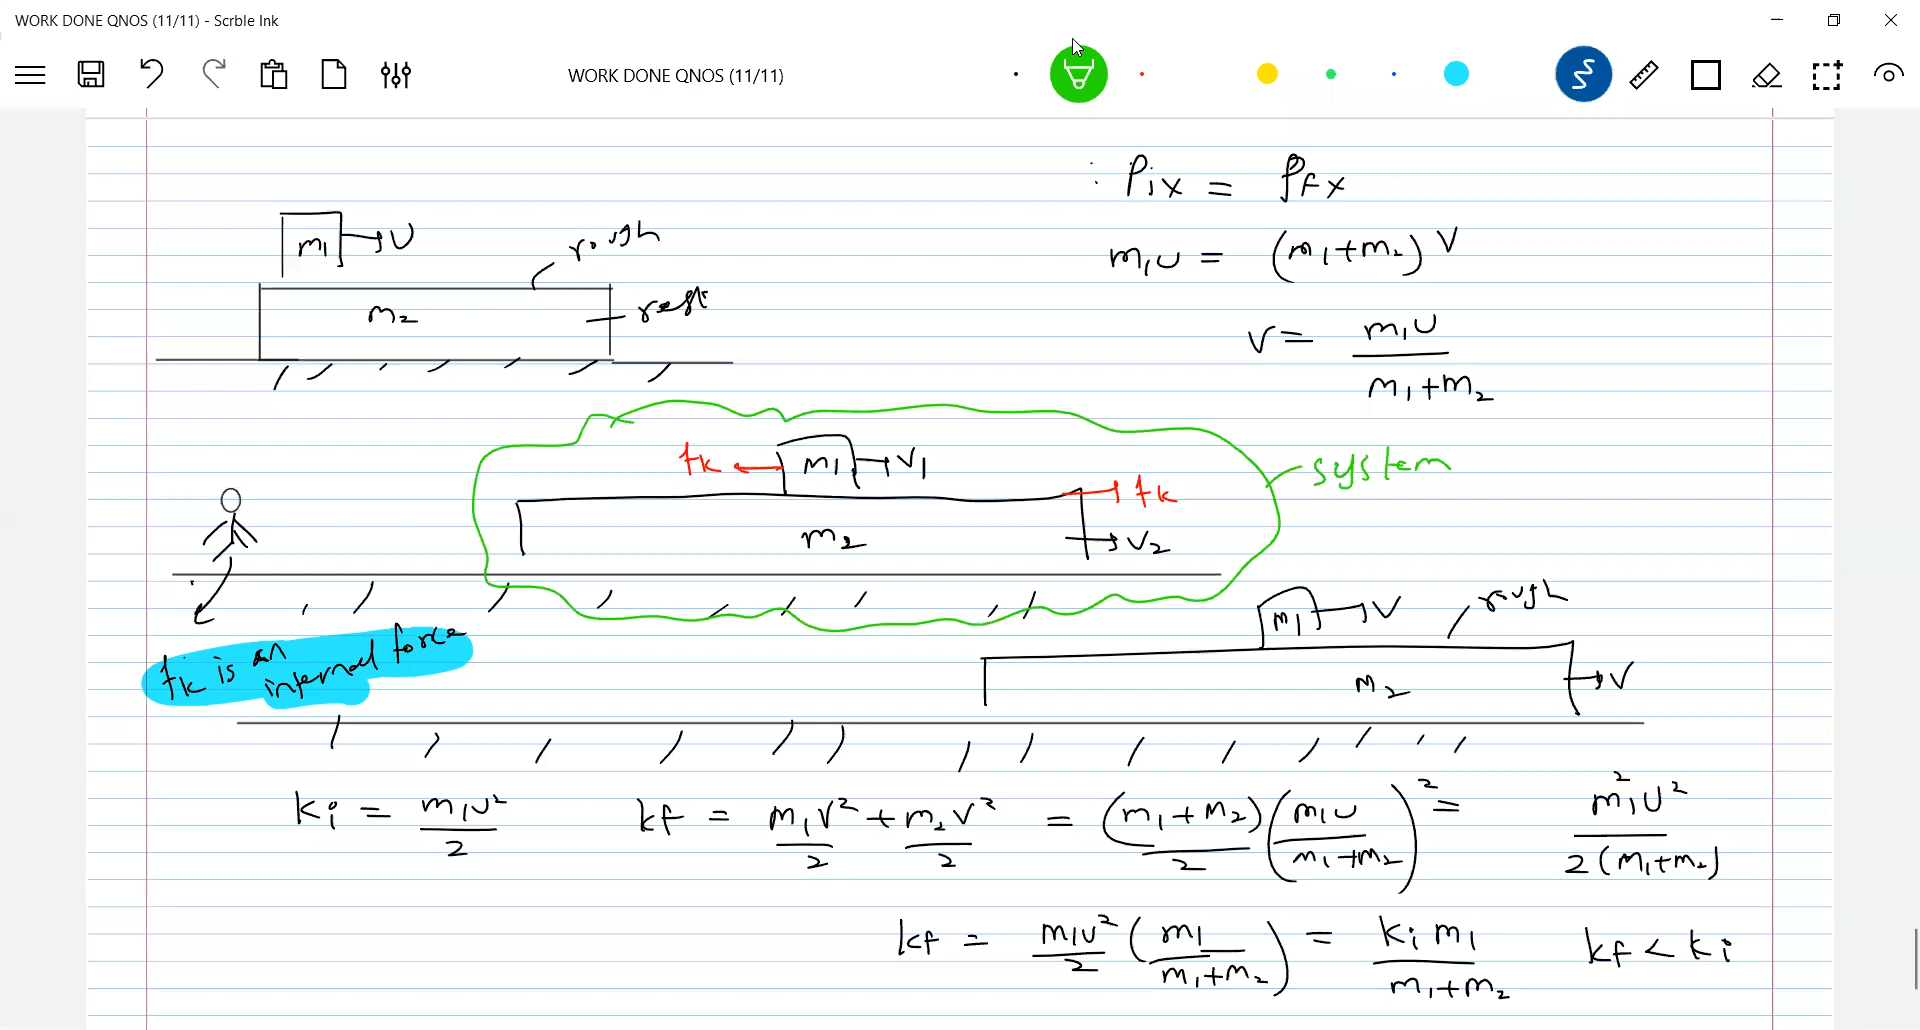 WORK DONE QNOS (11/11) - Scrble Ink
WORK DONE QNOS (11/11)
∴ Pix = Pfx
m1 → U
rough
m1U = (m1+m2) V
m2
rest
V = m1U / m1+m2
fk ← m1 → V1
system
→ fk
m2 → V2
fk is an internal force
m1 → V
rough
m2 → V
Ki = m1U² / 2
Kf = m1V² / 2 + m2V² / 2 = (m1+m2) / 2 (m1U / m1+m2)² = m1²U² / 2(m1+m2)
Kf = m1U² / 2 (m1 / m1+m2) = Ki m1 / m1+m2
Kf < Ki